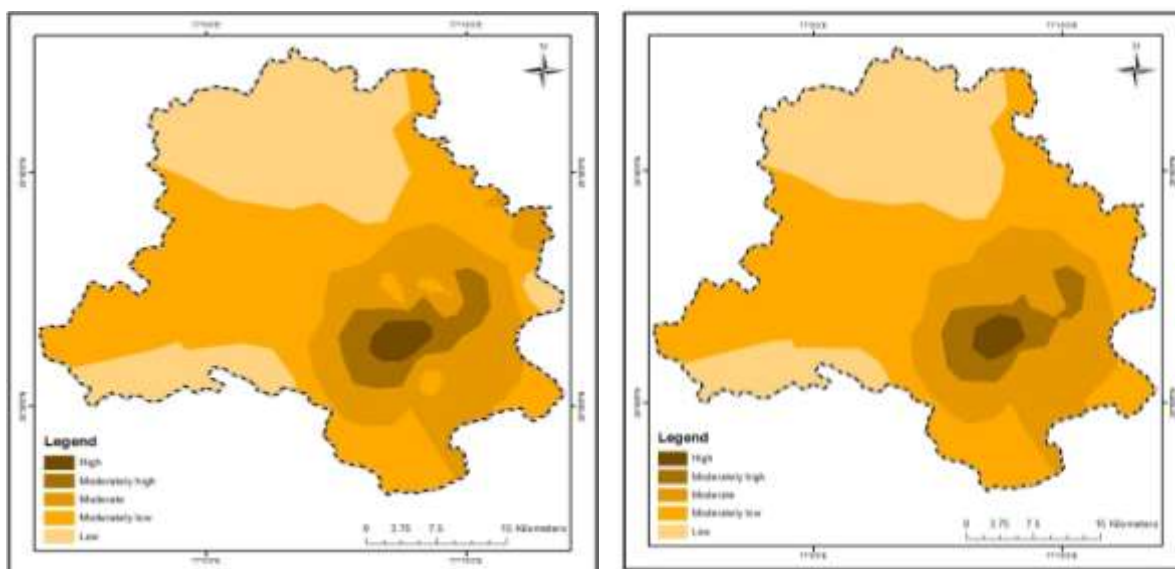 N
Legend
High
Moderately high
Moderate
Moderately low
Low
0 3.75 7.5 15 Kilometers
N
Legend
High
Moderately high
Moderate
Moderately low
Low
0 3.75 7.5 15 Kilometers